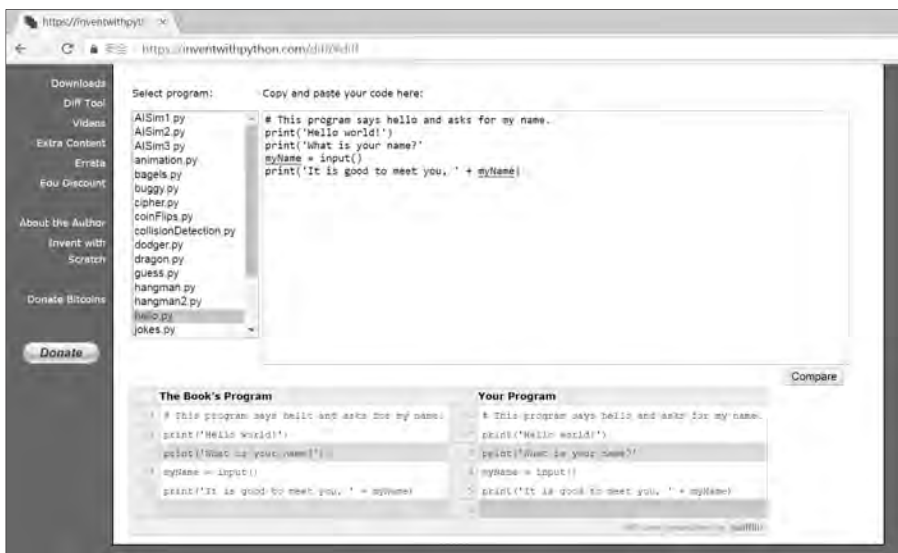 https://inventwithpyt
https://inventwithpython.com/diff/#diff
Downloads
Diff Tool
Videos
Extra Content
Errata
Edu Discount
About the Author
Invent with
Scratch
Donate Bitcoins
Donate
Select program:
AISim1.py
AISim2.py
AISim3.py
animation.py
bagels.py
buggy.py
cipher.py
coinFlips.py
collisionDetection.py
dodger.py
dragon.py
guess.py
hangman.py
hangman2.py
hello.py
jokes.py
Copy and paste your code here:
# This program says hello and asks for my name.
print('Hello world!')
print('What is your name?'
myName = input()
print('It is good to meet you, ' + myName)
Compare
The Book's Program
1 # This program says hello and asks for my name.
print('Hello world!')
print('What is your name?')
myName = input()
print('It is good to meet you, ' + myName)
Your Program
# This program says hello and asks for my name.
print('Hello world!')
print('What is your name?'
myName = input()
5 print('It is good to meet you, ' + myName)